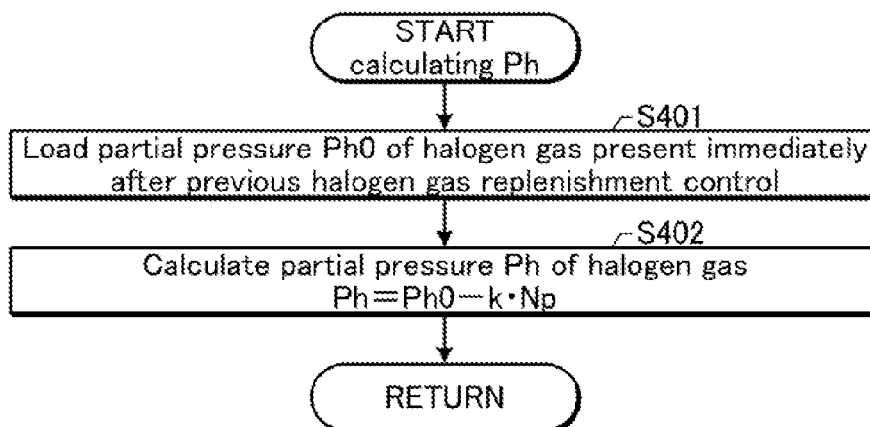 START
calculating Ph
S401
Load partial pressure Ph0 of halogen gas present immediately
after previous halogen gas replenishment control
S402
Calculate partial pressure Ph of halogen gas
Ph=Ph0-k·Np
RETURN